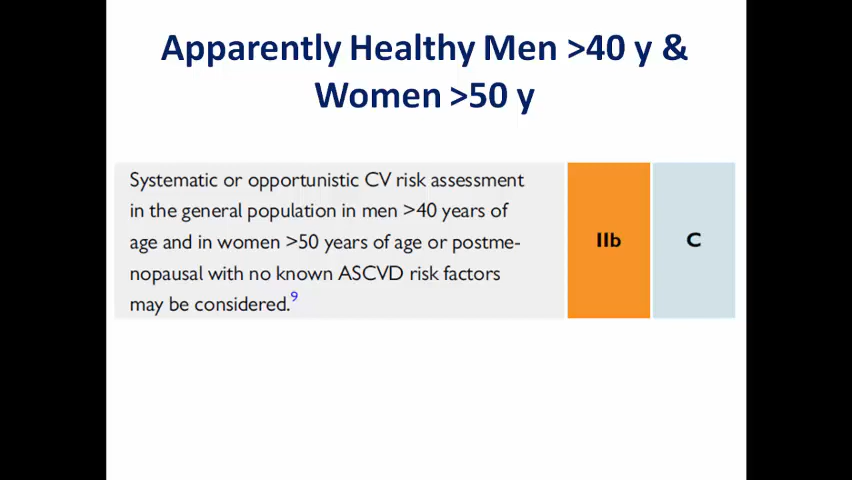 Apparently Healthy Men >40 y &
Women >50 y
Systematic or opportunistic CV risk assessment
in the general population in men >40 years of
age and in women >50 years of age or postme-
nopausal with no known ASCVD risk factors
may be considered.9
IIb
C